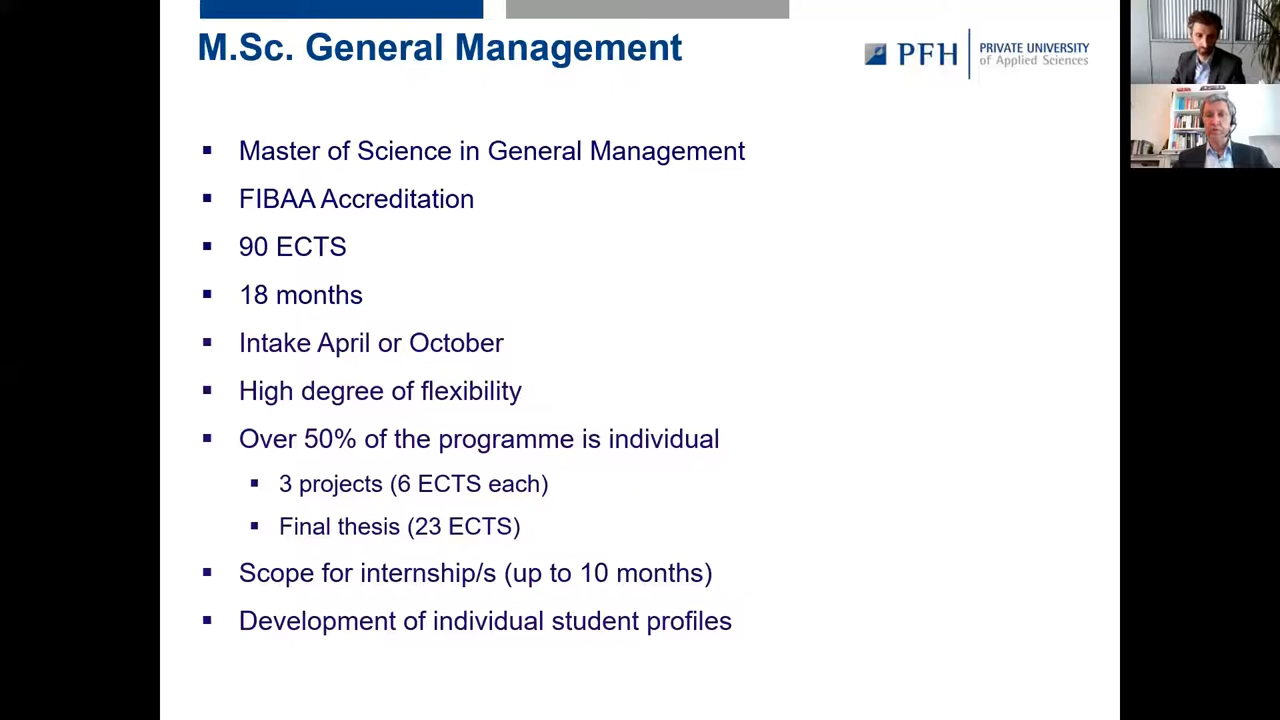 M.Sc. General Management
PFH PRIVATE UNIVERSITY
of Applied Sciences
Master of Science in General Management
FIBAA Accreditation
90 ECTS
18 months
Intake April or October
High degree of flexibility
Over 50% of the programme is individual
3 projects (6 ECTS each)
Final thesis (23 ECTS)
Scope for internship/s (up to 10 months)
Development of individual student profiles